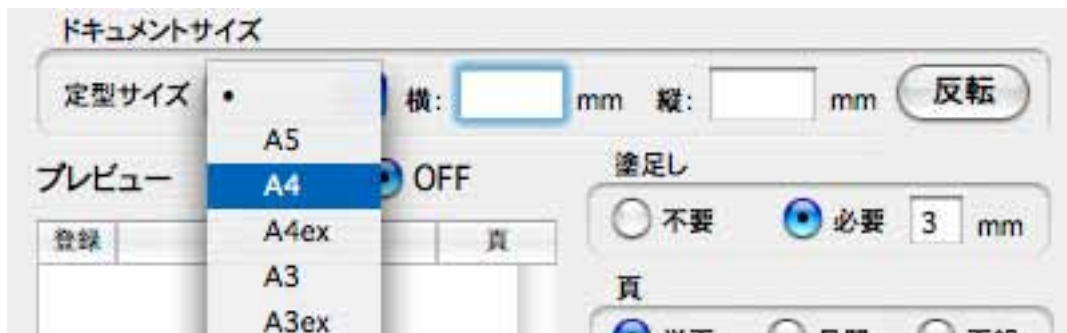 ドキュメントサイズ
定型サイズ • 横: mm 縦: mm 反転
A5
プレビュー A4 OFF 塗足し
不要 必要 3 mm
登録 A4ex 頁
A3 頁
A3ex